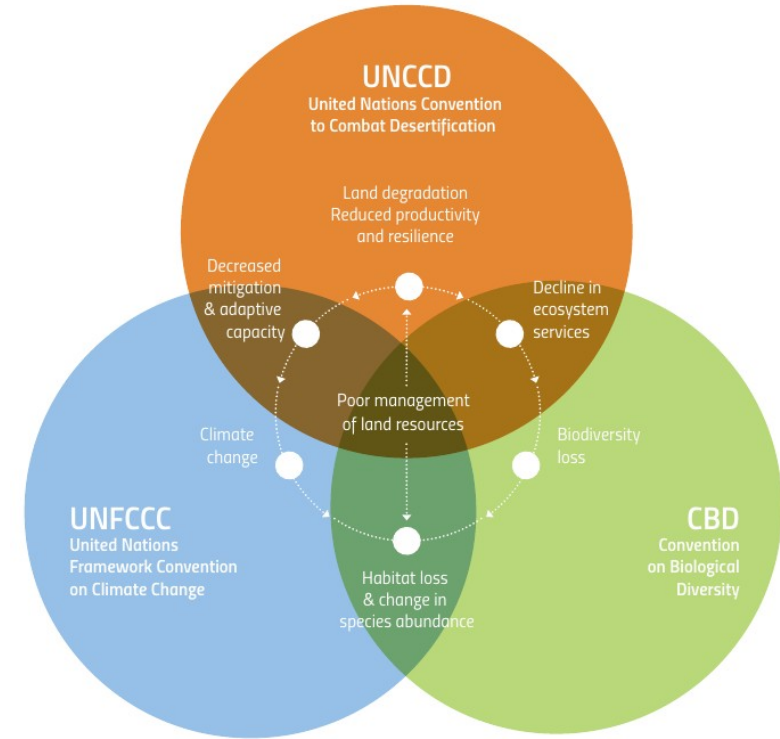 UNCCD
United Nations Convention
to Combat Desertification
Land degradation
Reduced productivity
and resilience
Decreased
mitigation
& adaptive
capacity
Decline in
ecosystem
services
Poor management
of land resources
Climate
change
Biodiversity
loss
UNFCCC
United Nations
Framework Convention
on Climate Change
CBD
Convention
on Biological
Diversity
Habitat loss
& change in
species abundance